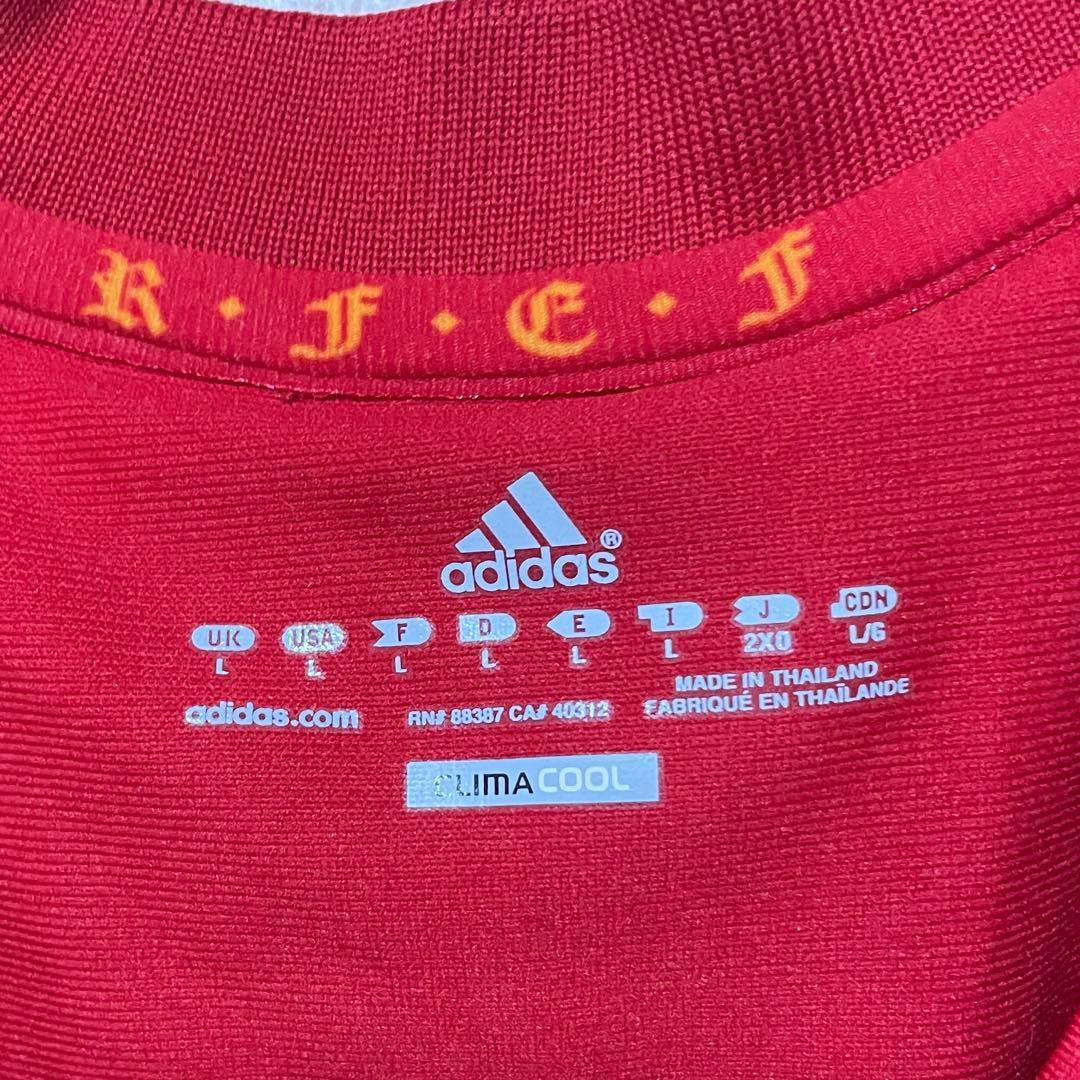 R · F · E · F
adidas®
UK USA F D E I J CDN
L L L L L L 2XO L/G
adidas.com RN# 88387 CA# 40312 MADE IN THAILAND
FABRIQUÉ EN THAÏLANDE
CLIMACOOL